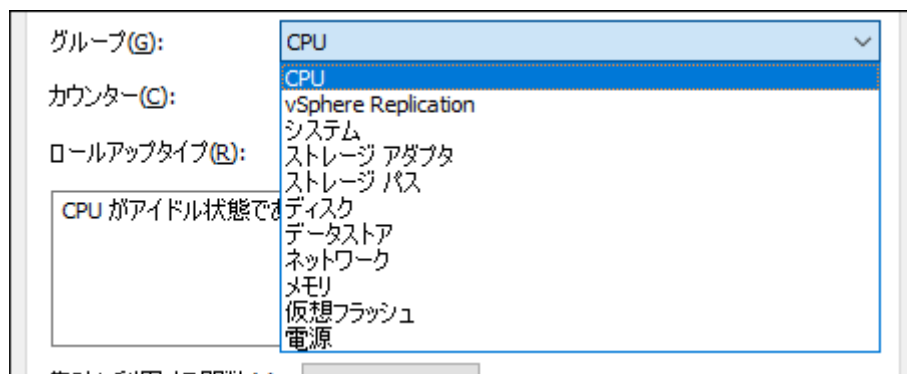 グループ(G):
CPU
CPU
vSphere Replication
カウンター(C):
システム
ロールアップタイプ(R):
ストレージ アダプタ
ストレージ パス
CPU がアイドル状態で
ディスク
データストア
ネットワーク
メモリ
仮想フラッシュ
電源